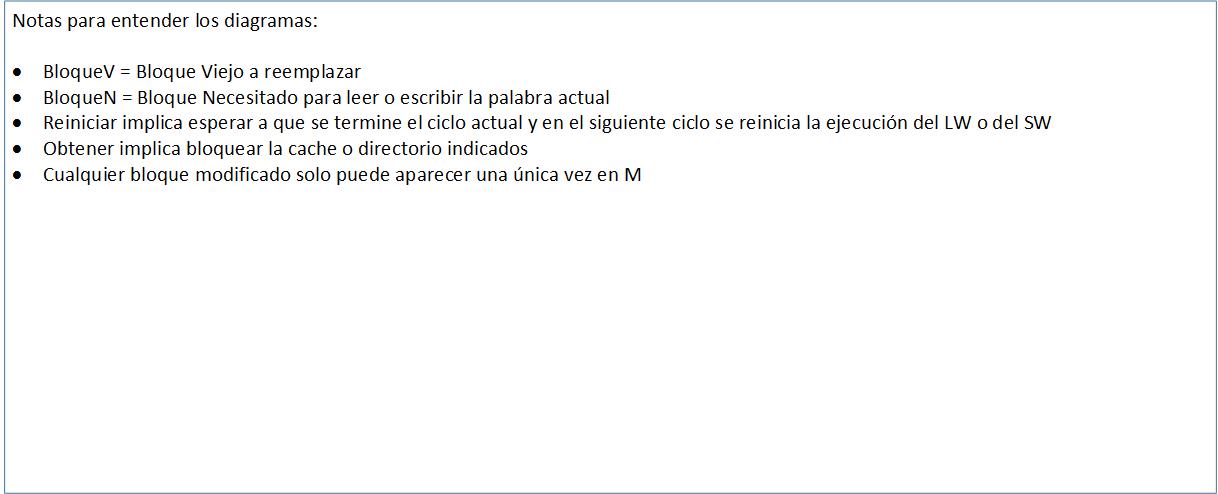 Notas para entender los diagramas:
● BloqueV = Bloque Viejo a reemplazar
● BloqueN = Bloque Necesitado para leer o escribir la palabra actual
● Reiniciar implica esperar a que se termine el ciclo actual y en el siguiente ciclo se reinicia la ejecución del LW o del SW
● Obtener implica bloquear la cache o directorio indicados
● Cualquier bloque modificado solo puede aparecer una única vez en M